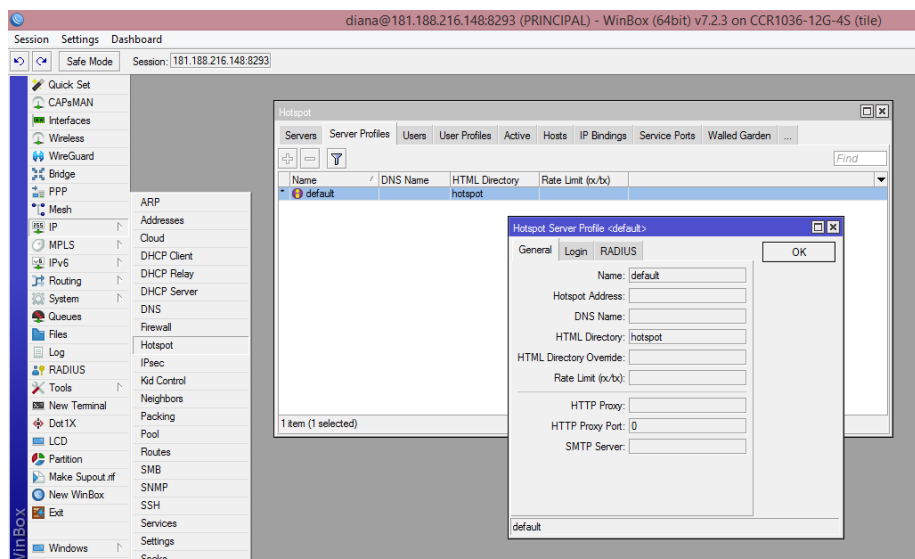 diana@181.188.216.148:8293 (PRINCIPAL) - WinBox (64bit) v7.2.3 on CCR1036-12G-4S (tile)
Session Settings Dashboard
Safe Mode Session: 181.188.216.148:8293
Quick Set
CAPsMAN
Interfaces
Wireless
WireGuard
Bridge
PPP
Mesh
IP
MPLS
IPv6
Routing
System
Queues
Files
Log
RADIUS
Tools
New Terminal
Dot1X
LCD
Partition
Make Supout.rif
New WinBox
Exit
Windows
WinBox
ARP
Addresses
Cloud
DHCP Client
DHCP Relay
DHCP Server
DNS
Firewall
Hotspot
IPsec
Kid Control
Neighbors
Packing
Pool
Routes
SMB
SNMP
SSH
Services
Settings
Socks
Hotspot
Servers Server Profiles Users User Profiles Active Hosts IP Bindings Service Ports Walled Garden ...
Find
Name DNS Name HTML Directory Rate Limit (rx/tx)
* default hotspot
1 item (1 selected)
Hotspot Server Profile <default>
General Login RADIUS
OK
Name: default
Hotspot Address:
DNS Name:
HTML Directory: hotspot
HTML Directory Override:
Rate Limit (rx/tx):
HTTP Proxy:
HTTP Proxy Port: 0
SMTP Server:
default